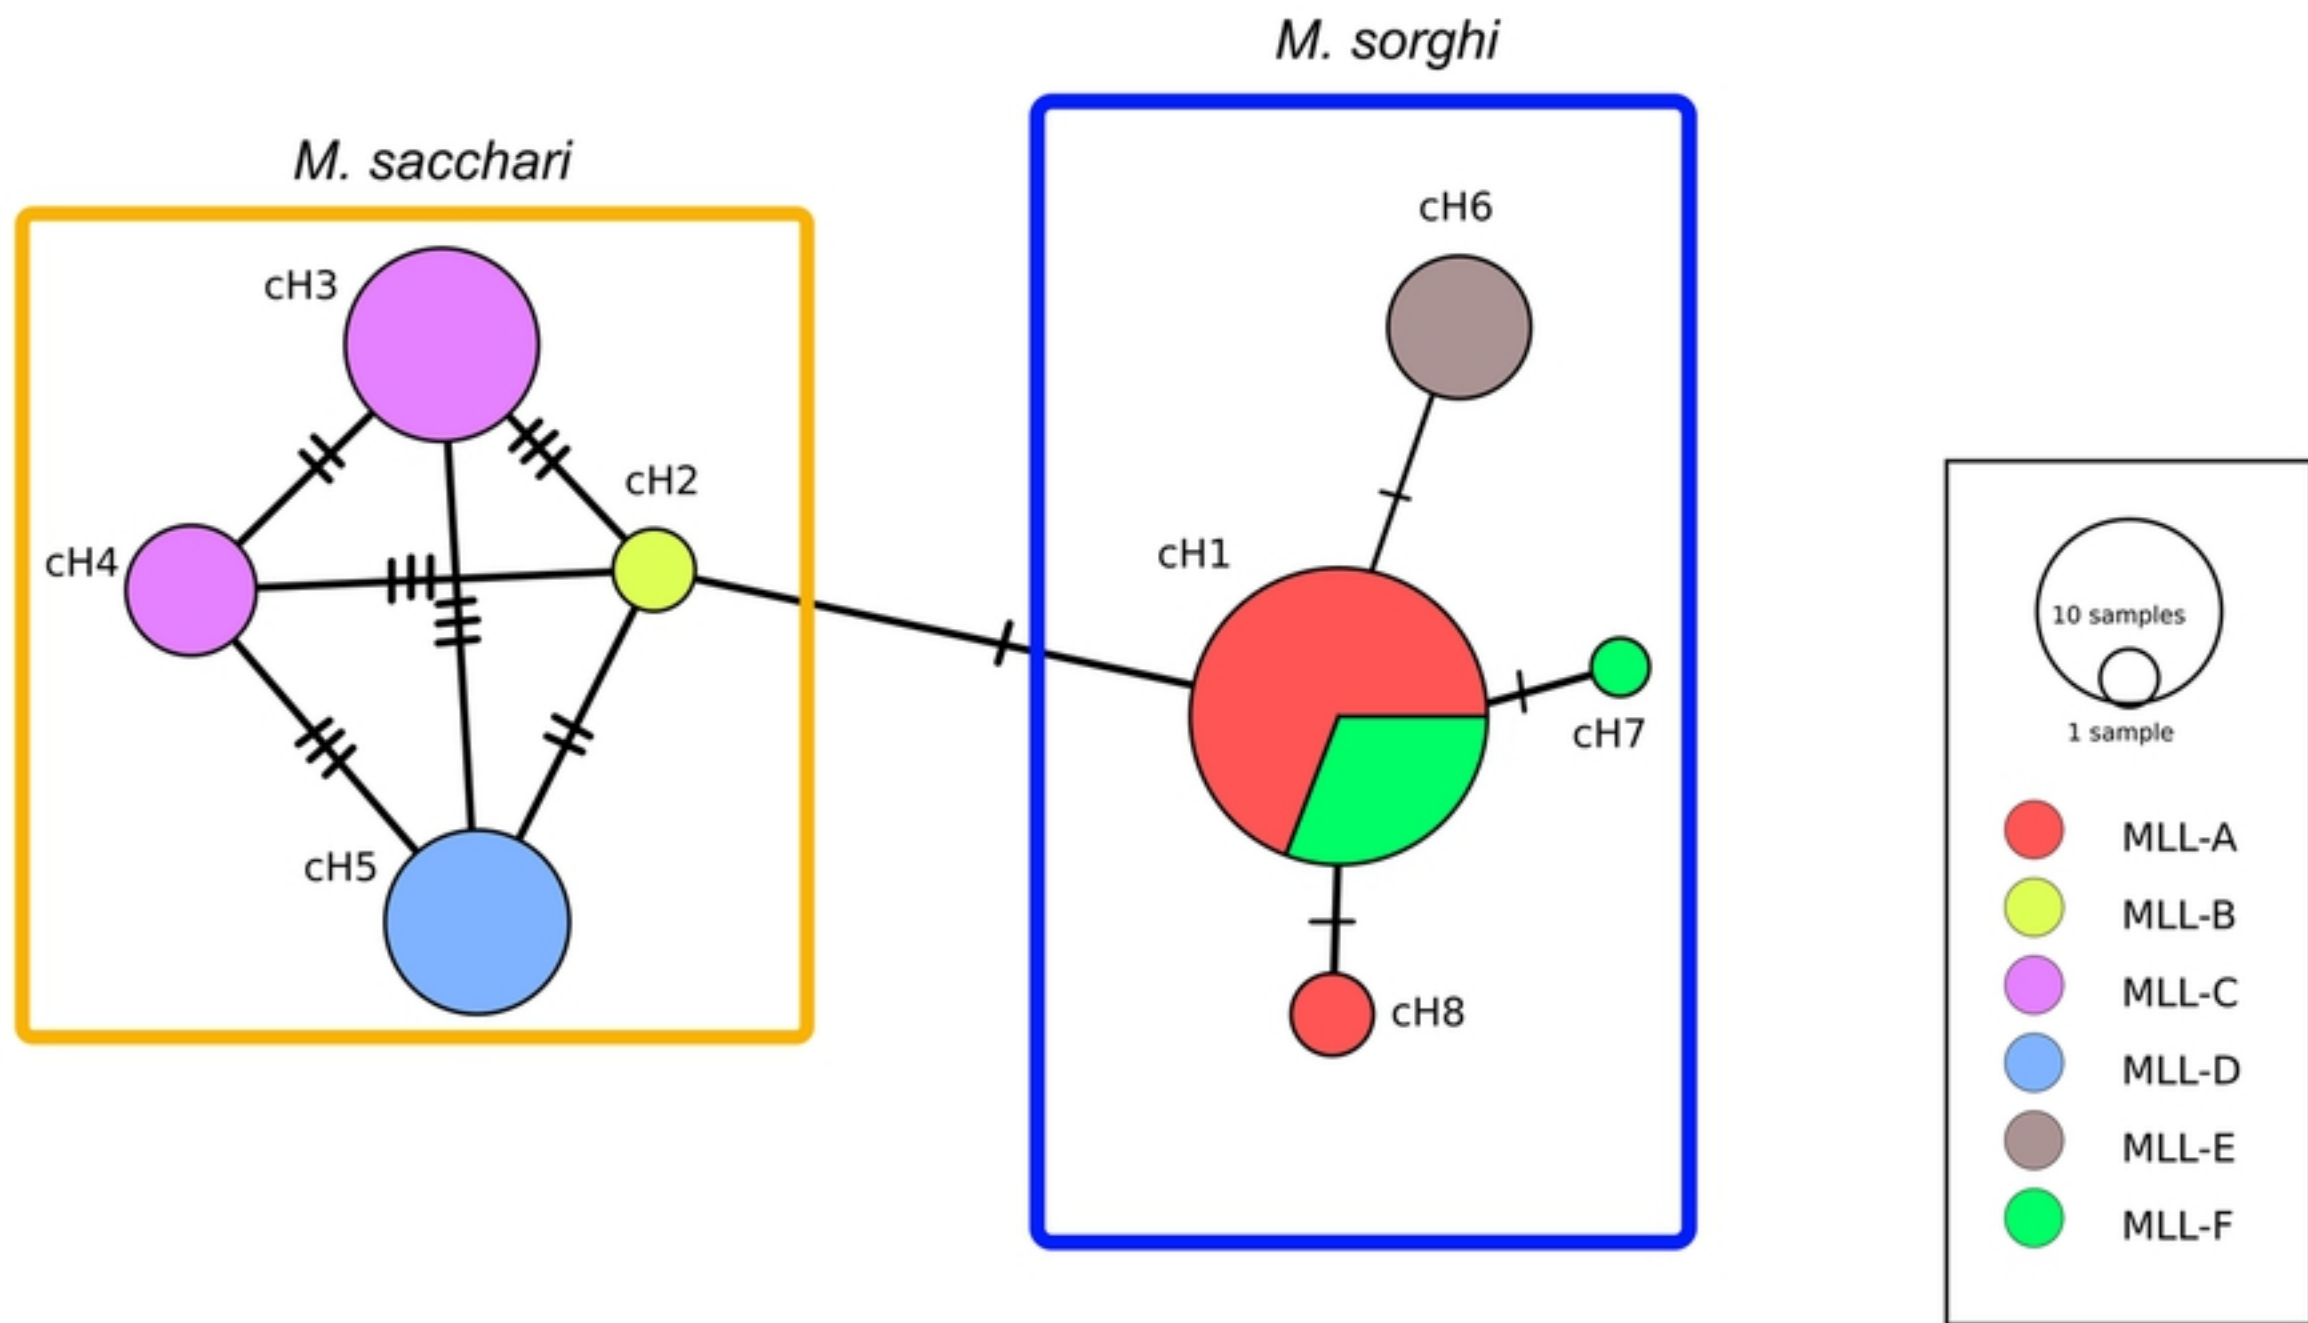 M. sorghi
M. sacchari
cH6
cH3
cH2
cH1
cH4
cH7
cH5
cH8
10 samples
1 sample
MLL-A
MLL-B
MLL-C
MLL-D
MLL-E
MLL-F